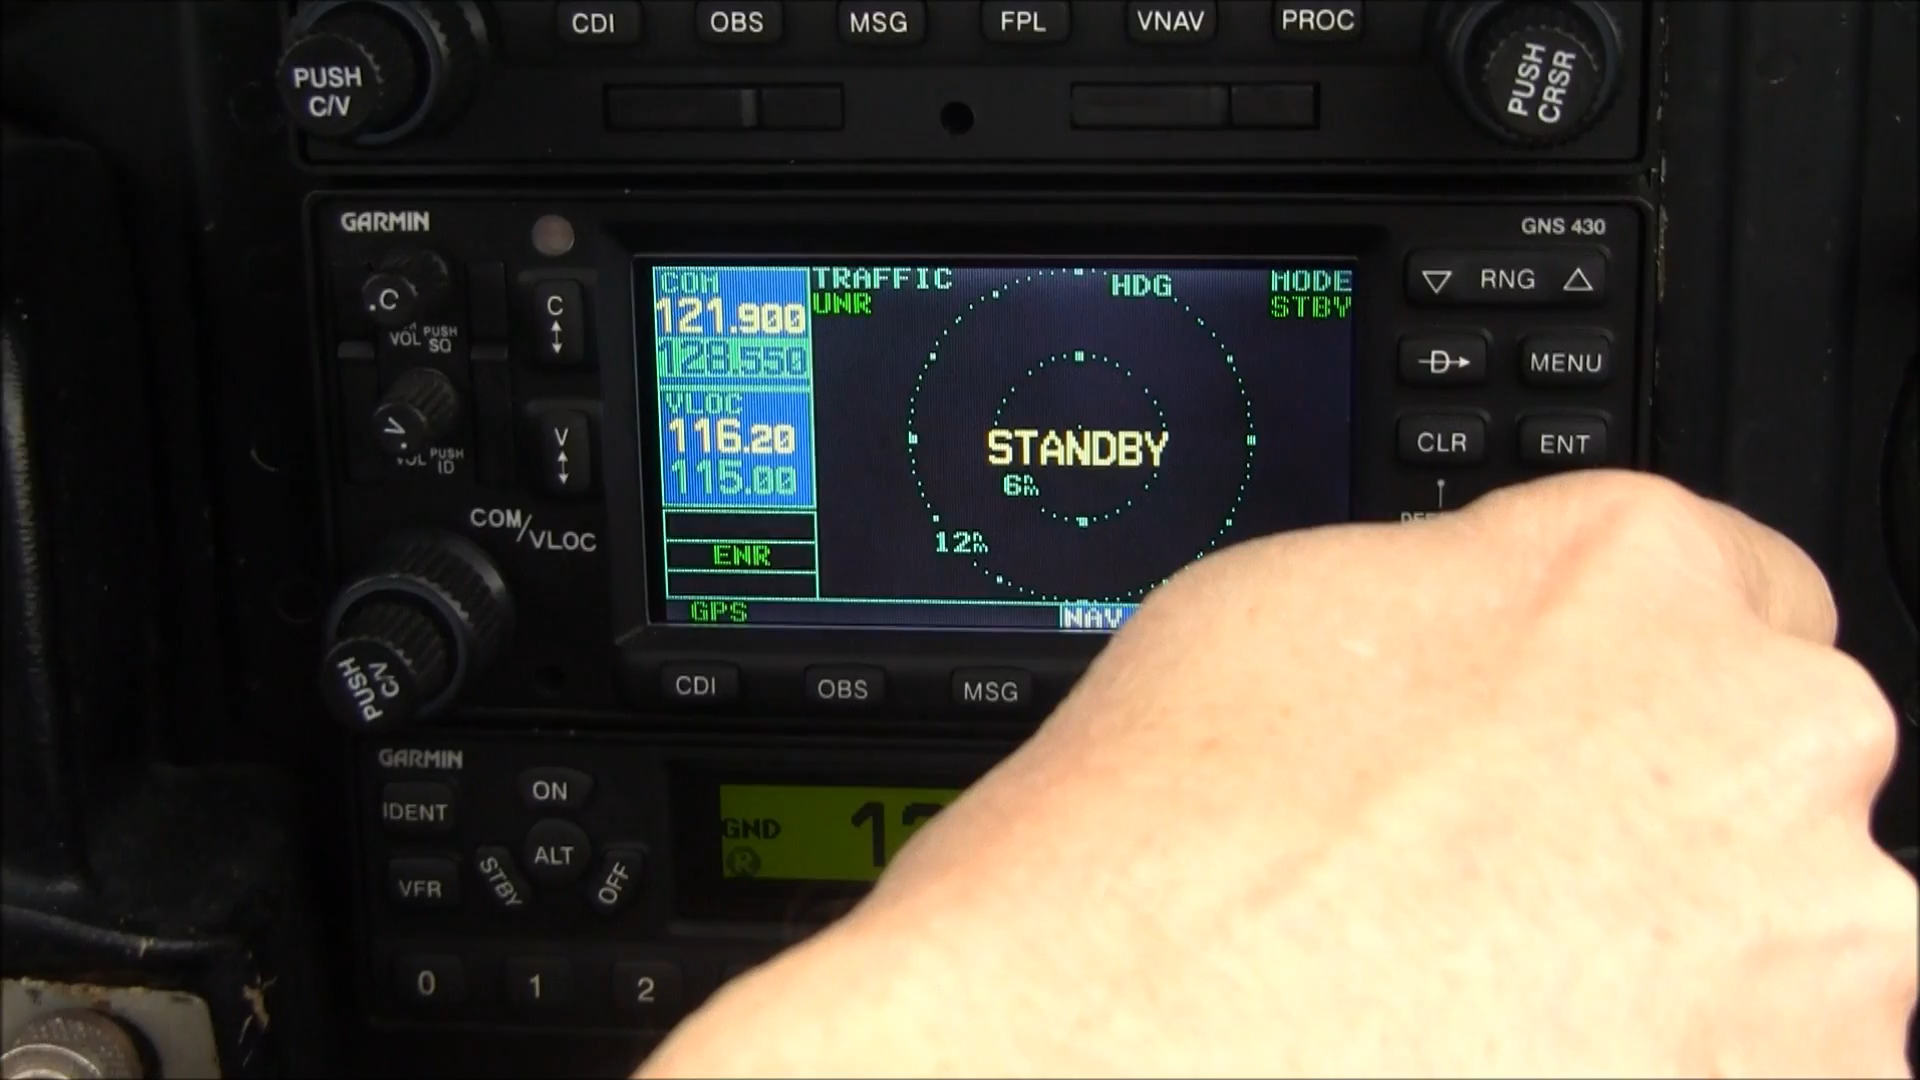 CDI OBS MSG FPL VNAV PROC
PUSH C/V
PUSH CRSR
GARMIN
GNS 430
.C
VOL PUSH SQ
C
V
PUSH ID
COM/VLOC
PUSH C/V
COM
121.900
128.550
VLOC
116.20
115.00
ENR
GPS
TRAFFIC
UNR
HDG
MODE
STBY
STANDBY
6nm
12nm
NAV
RNG
D
MENU
CLR
ENT
CDI OBS MSG
GARMIN
IDENT
ON
ALT
STBY
OFF
VFR
GND
R
0 1 2